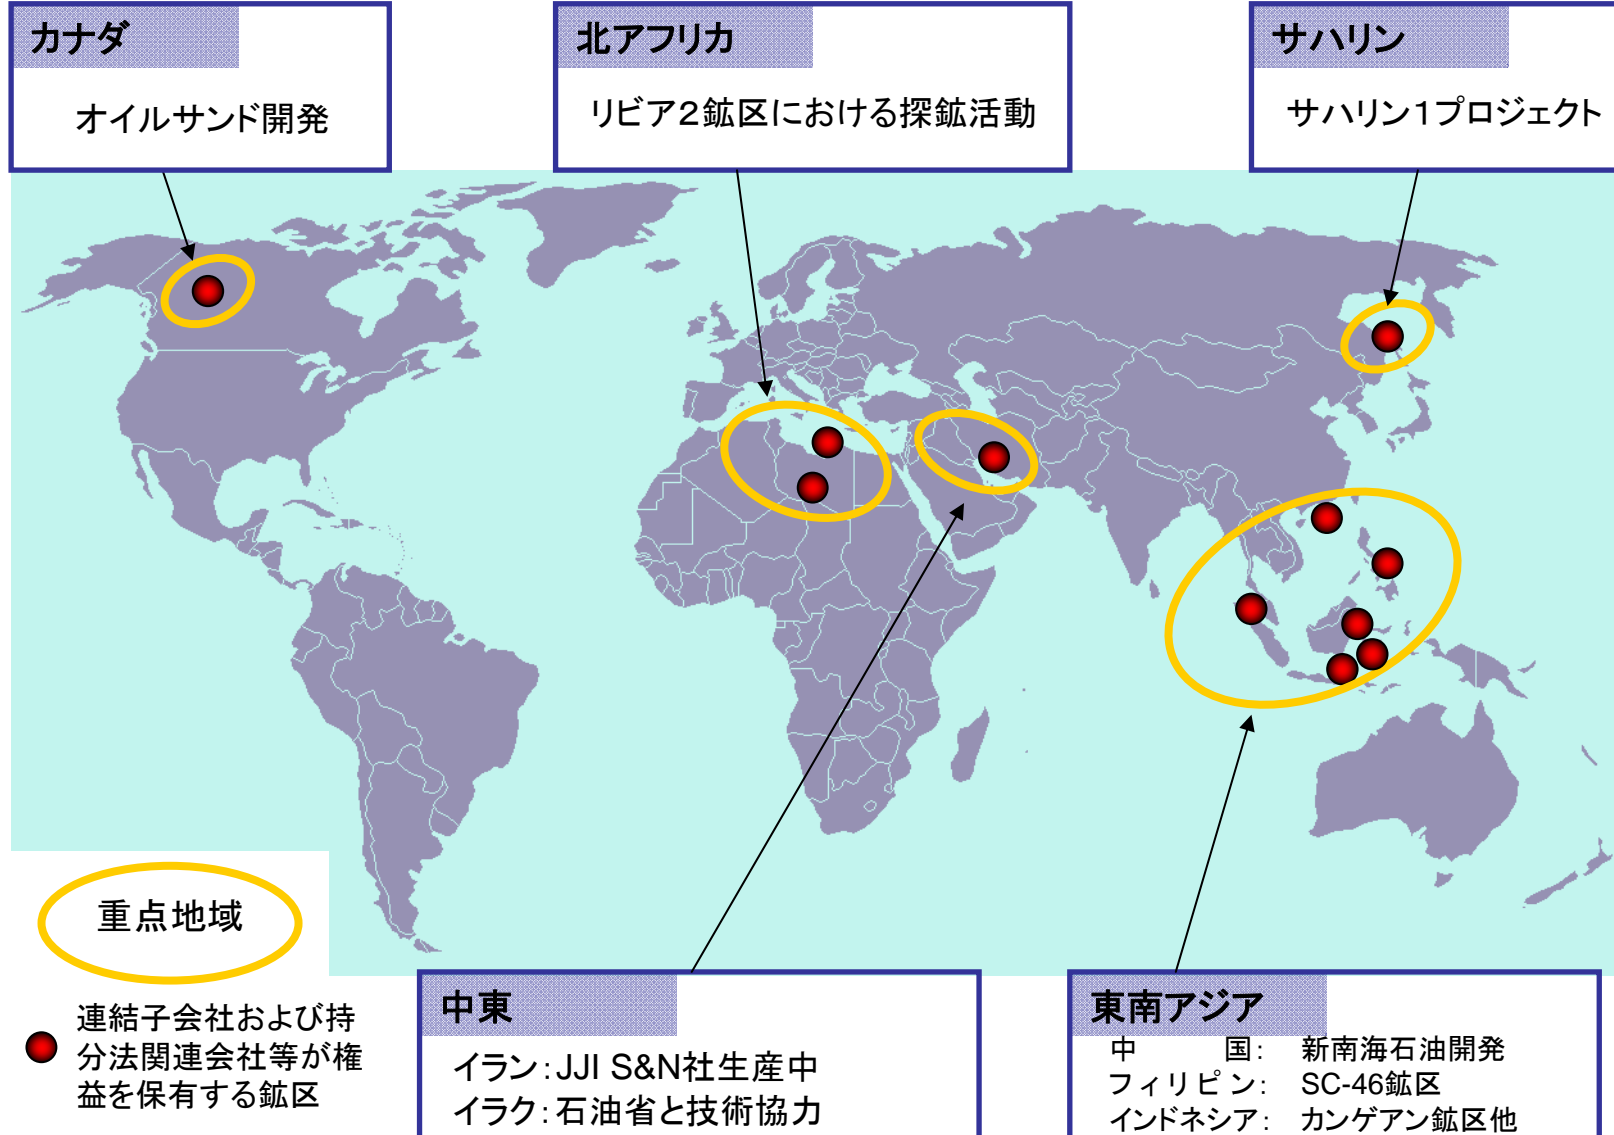 カナダ
オイルサンド開発
北アフリカ
リビア2鉱区における探鉱活動
サハリン
サハリン1プロジェクト
重点地域
連結子会社および持
分法関連会社等が権
益を保有する鉱区
中東
イラン:JJI S&N社生産中
イラク:石油省と技術協力
東南アジア
中国: 新南海石油開発
フィリピン: SC-46鉱区
インドネシア: カンゲアン鉱区他